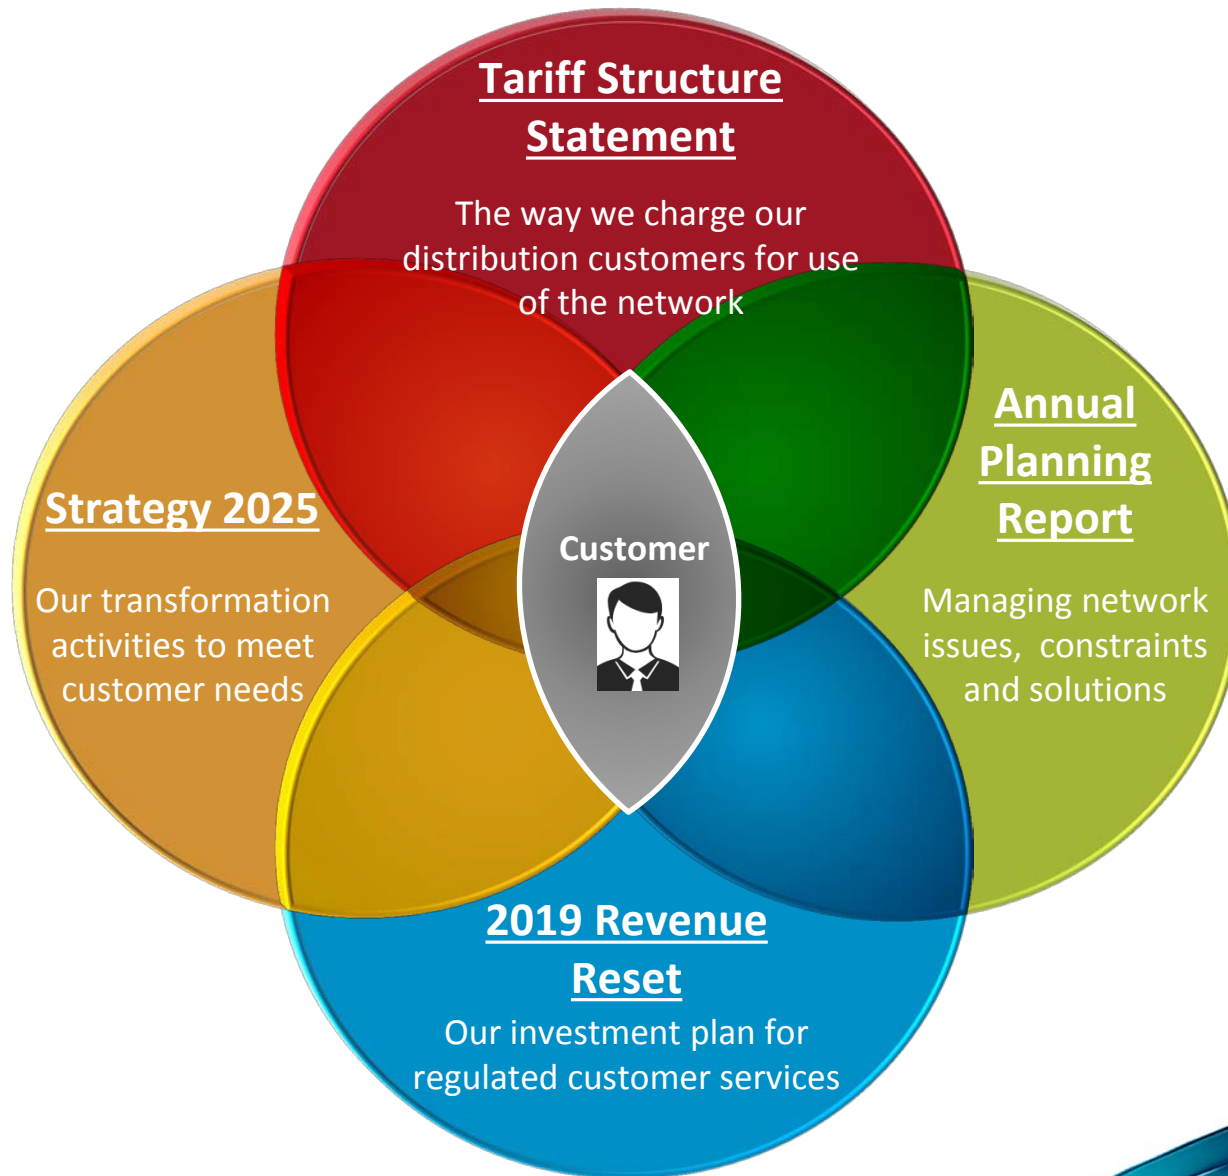 Tariff Structure
Statement
The way we charge our
distribution customers for use
of the network
Strategy 2025
Our transformation
activities to meet
customer needs
Customer
Annual
Planning
Report
Managing network
issues, constraints
and solutions
2019 Revenue
Reset
Our investment plan for
regulated customer services